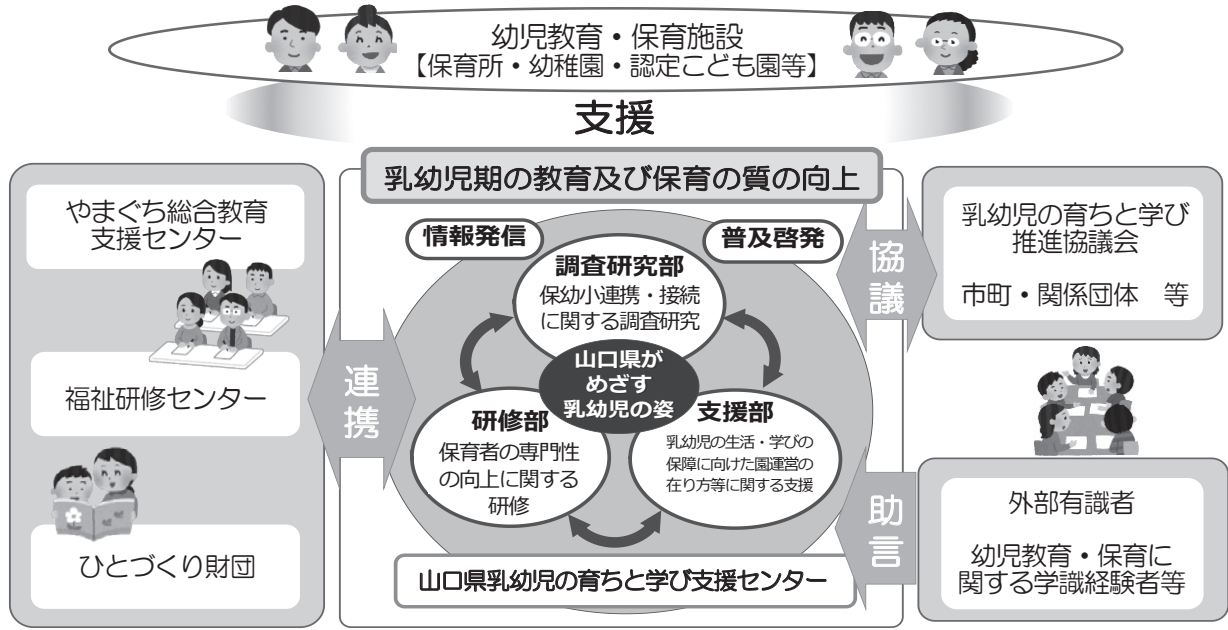 幼児教育・保育施設
【保育所・幼稚園・認定こども園等】
支援
やまぐち総合教育
支援センター
福祉研修センター
ひとづくり財団
連携
乳幼児期の教育及び保育の質の向上
情報発信
普及啓発
調査研究部
保幼小連携・接続
に関する調査研究
山口県が
めざす
乳幼児の姿
研修部
保育者の専門性
の向上に関する
研修
支援部
乳幼児の生活・学びの
保障に向けた園運営の
在り方等に関する支援
山口県乳幼児の育ちと学び支援センター
協議
助言
乳幼児の育ちと学び
推進協議会
市町・関係団体 等
外部有識者
幼児教育・保育に
関する学識経験者等